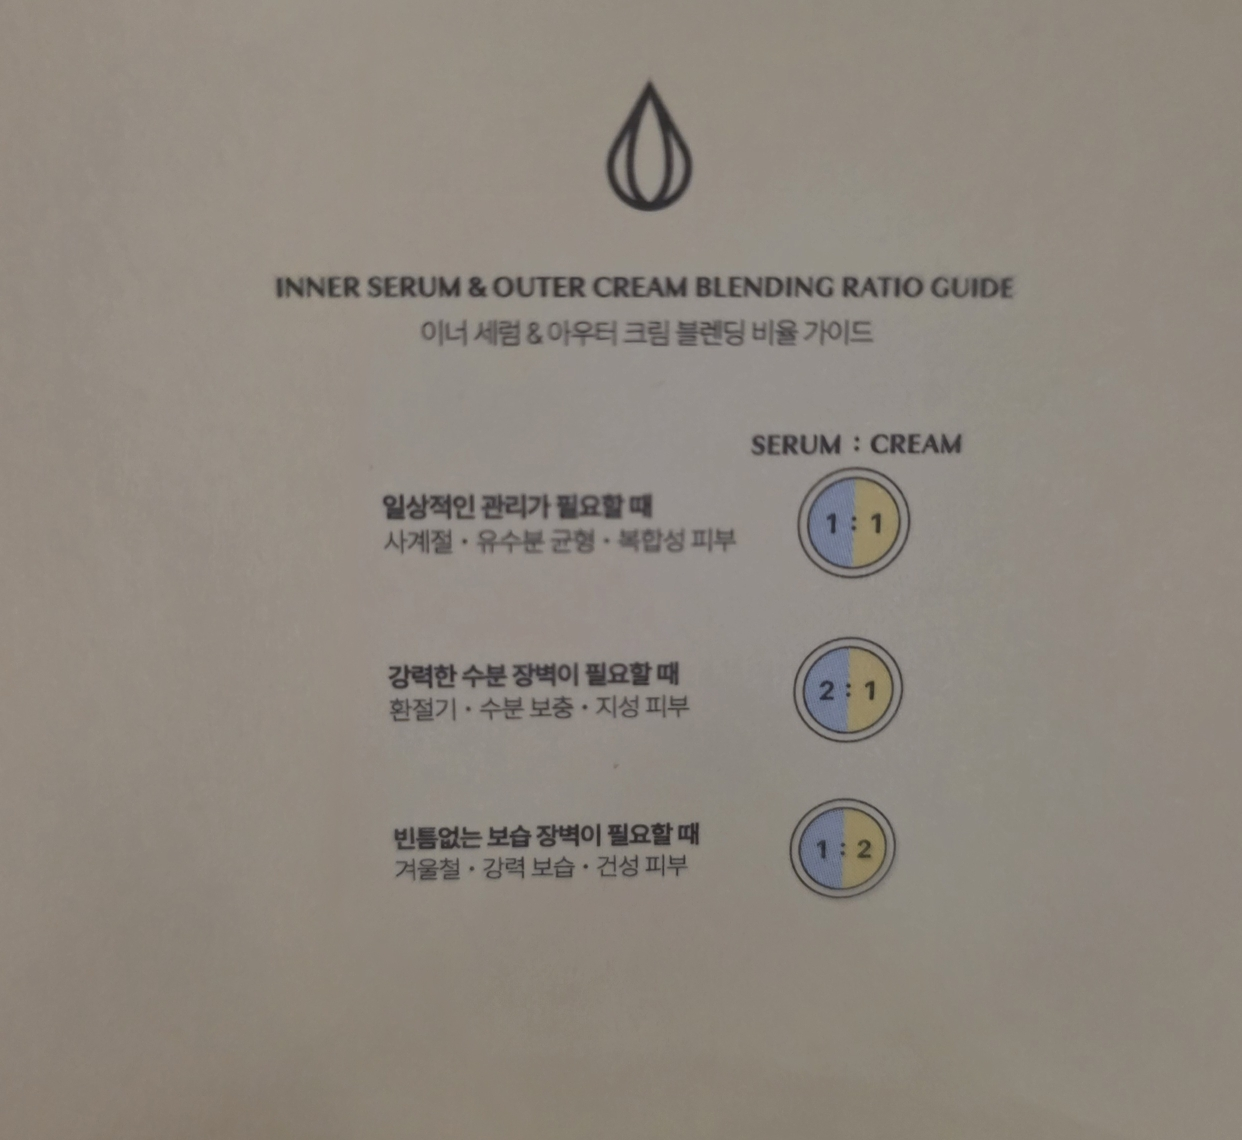 INNER SERUM & OUTER CREAM BLENDING RATIO GUIDE
이너 세럼 & 아우터 크림 블렌딩 비율 가이드
SERUM : CREAM
일상적인 관리가 필요할 때
사계절 · 유수분 균형 · 복합성 피부
1 : 1
강력한 수분 장벽이 필요할 때
환절기 · 수분 보충 · 지성 피부
2 : 1
빈틈없는 보습 장벽이 필요할 때
겨울철 · 강력 보습 · 건성 피부
1 : 2